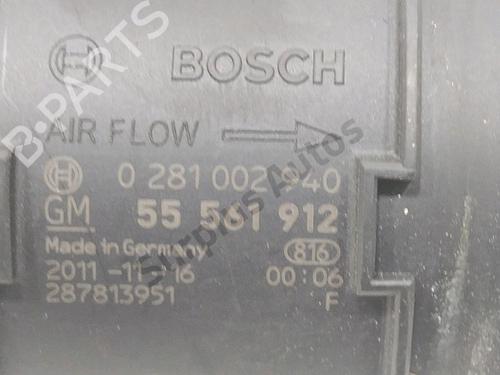 BOSCH
AIR FLOW
0 281 002 940
GM 55 561 912
Made in Germany 816
2011-11-16 00:06
287813951 F
B-PARTS
Surplus Autos